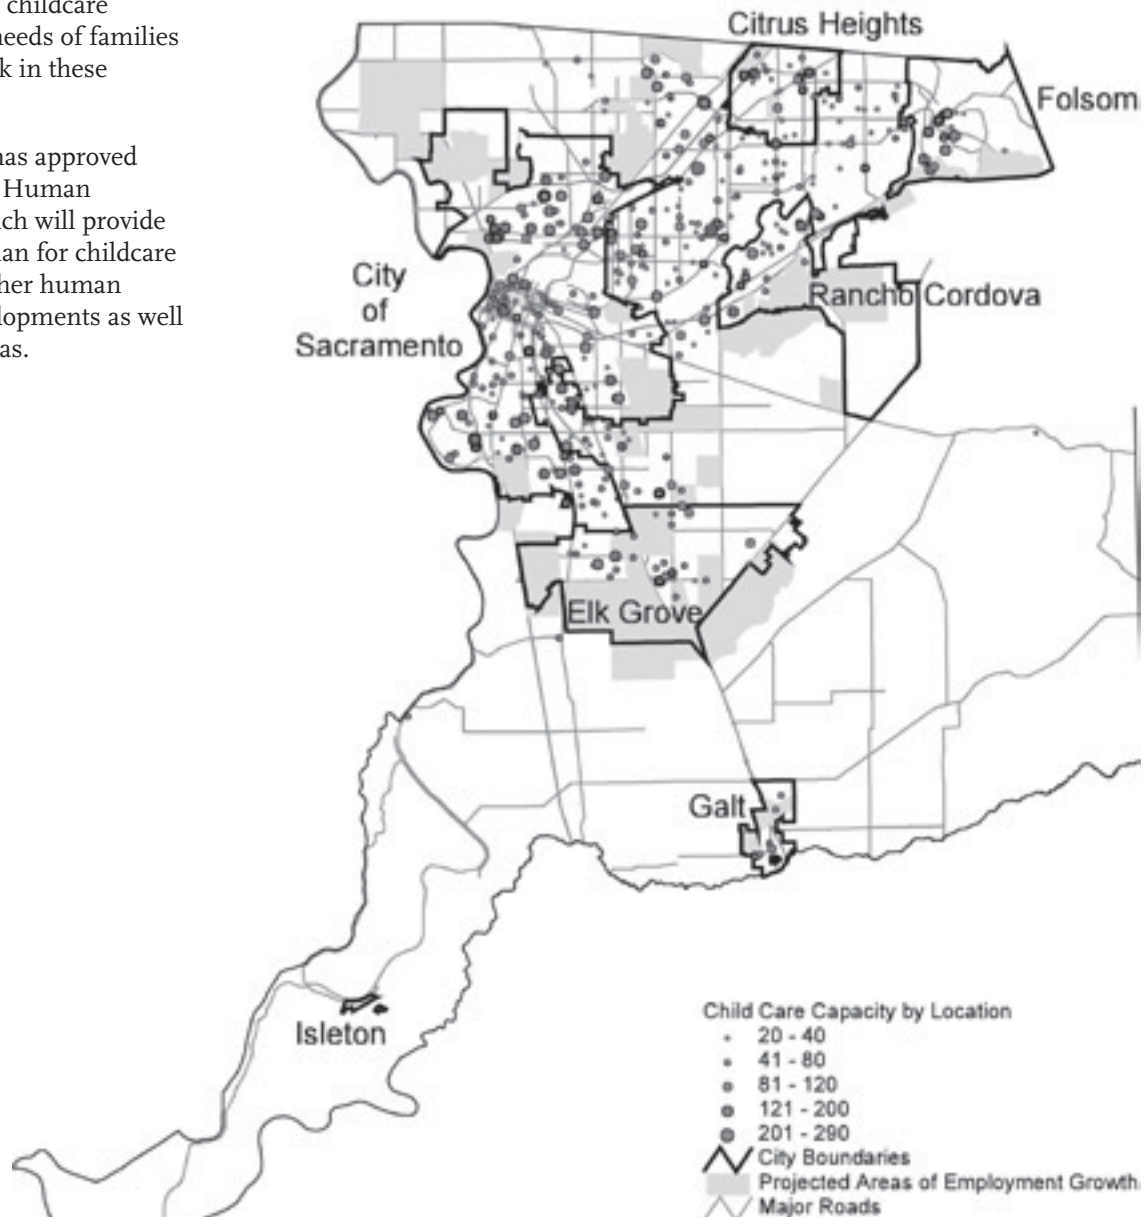 childcare
needs of families
k in these
has approved
Human
ch will provide
an for childcare
her human
lopments as well
as.
Citrus Heights
Folsom
City
of
Sacramento
Rancho Cordova
Elk Grove
Galt
Isleton
Child Care Capacity by Location
20 - 40
41 - 80
81 - 120
121 - 200
201 - 290
City Boundaries
Projected Areas of Employment Growth
Major Roads